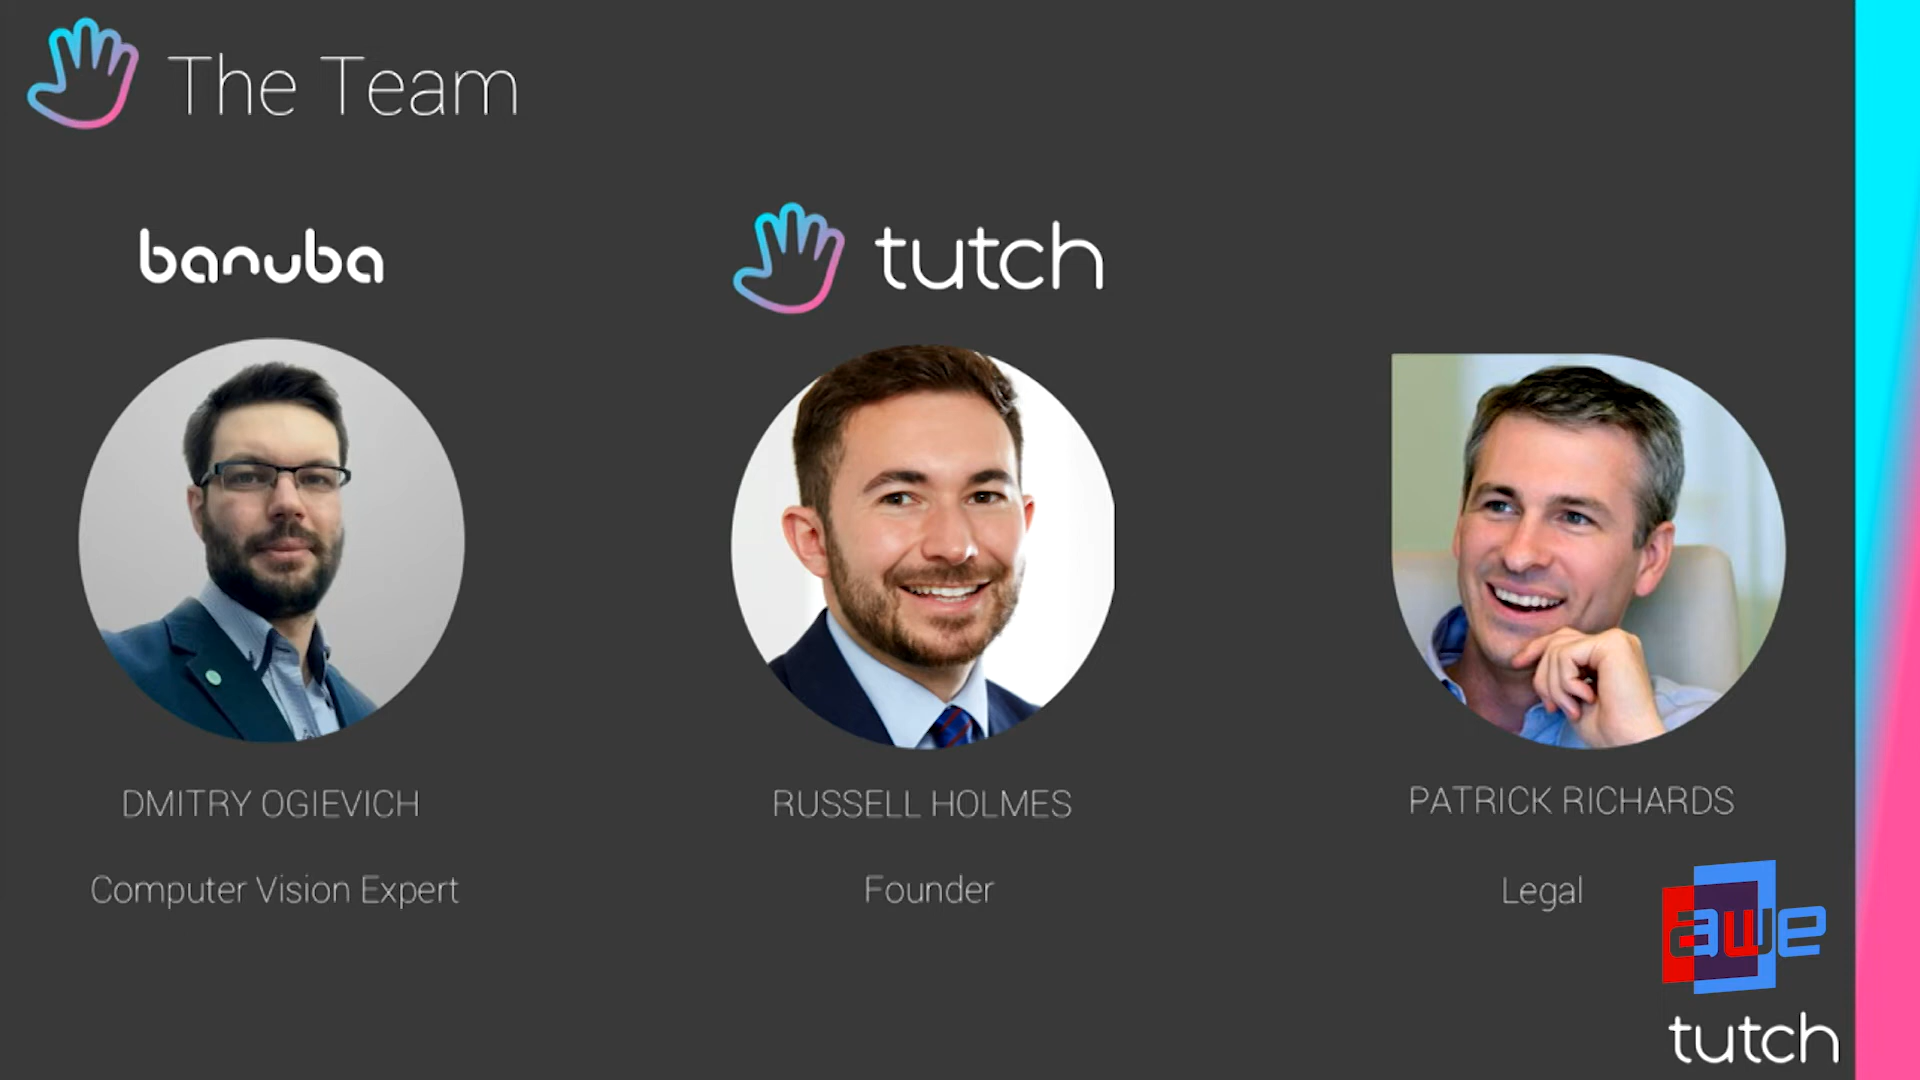 The Team
banuba
tutch
DMITRY OGIEVICH
RUSSELL HOLMES
PATRICK RICHARDS
Computer Vision Expert
Founder
Legal
awe
tutch